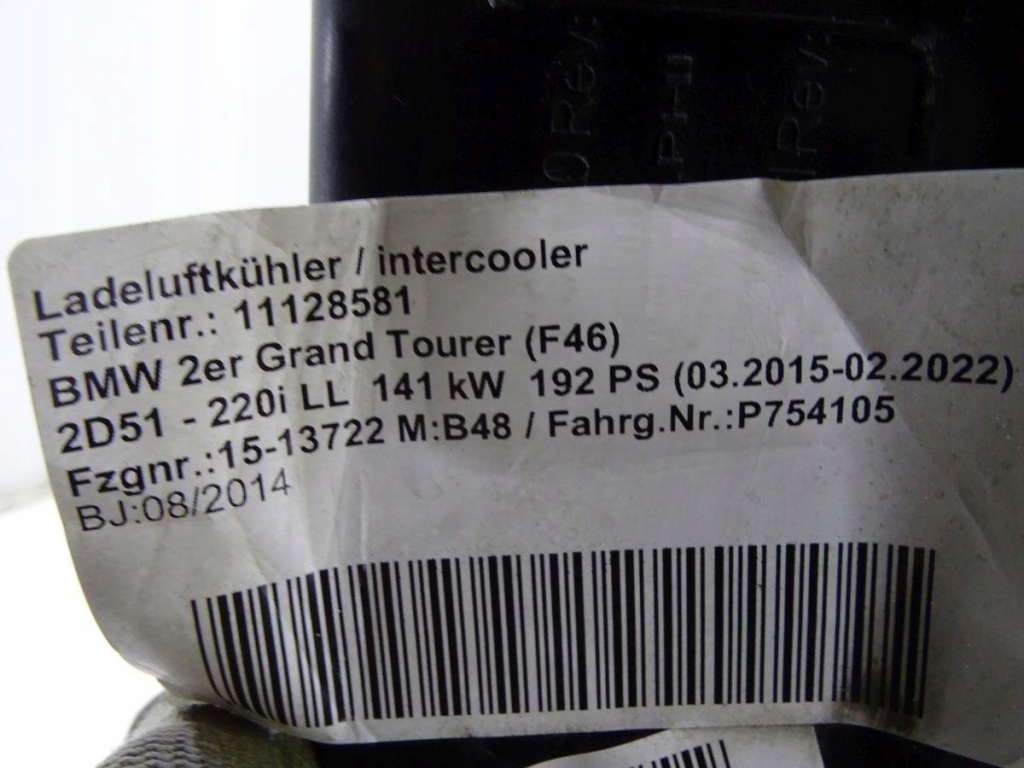 Ladeluftkühler / intercooler
Teilenr.: 11128581
BMW 2er Grand Tourer (F46)
2D51 - 220i LL 141 kW 192 PS (03.2015-02.2022)
Fzgnr.:15-13722 M:B48 / Fahrg.Nr.:P754105
BJ:08/2014